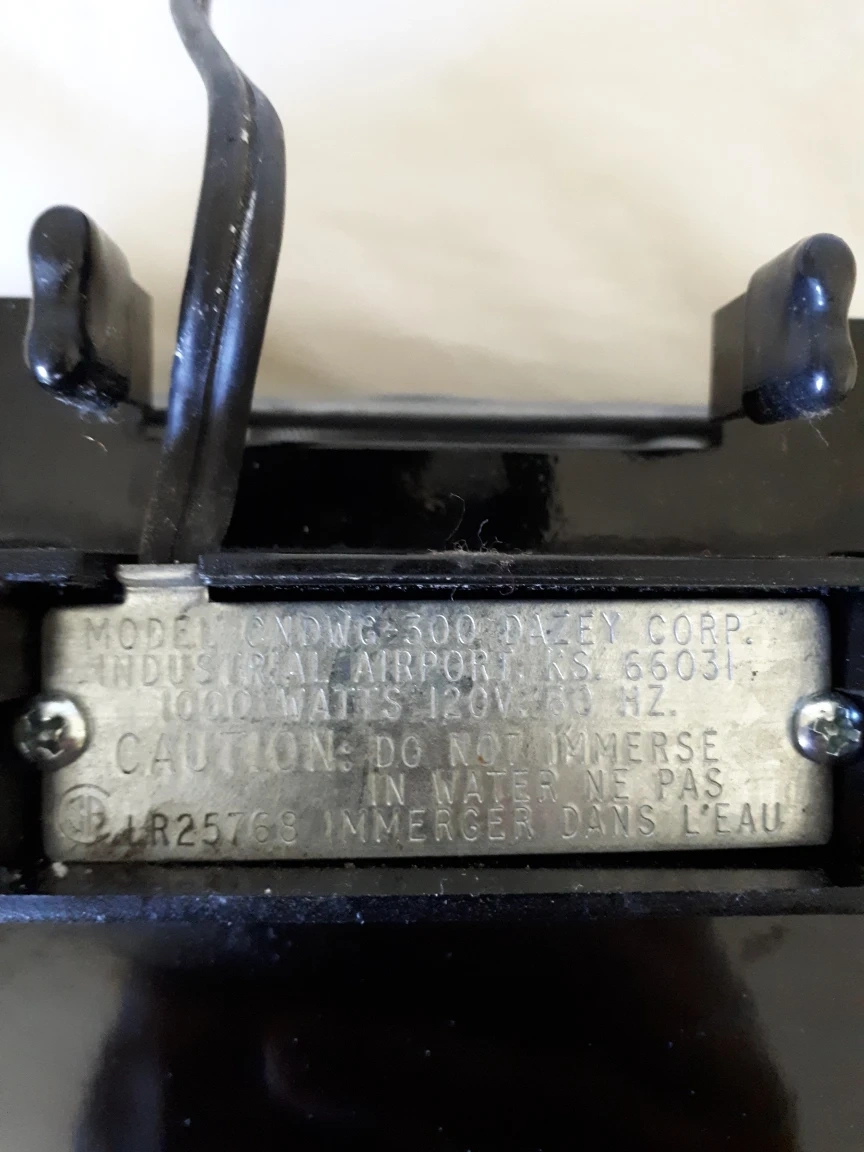 MODEL CNDWG-300 DAZEY CORP.
INDUSTRIAL AIRPORT, KS. 66031
1000 WATTS 120V. 60 HZ.
CAUTION: DO NOT IMMERSE
IN WATER NE PAS
LR25768 IMMERGER DANS L'EAU